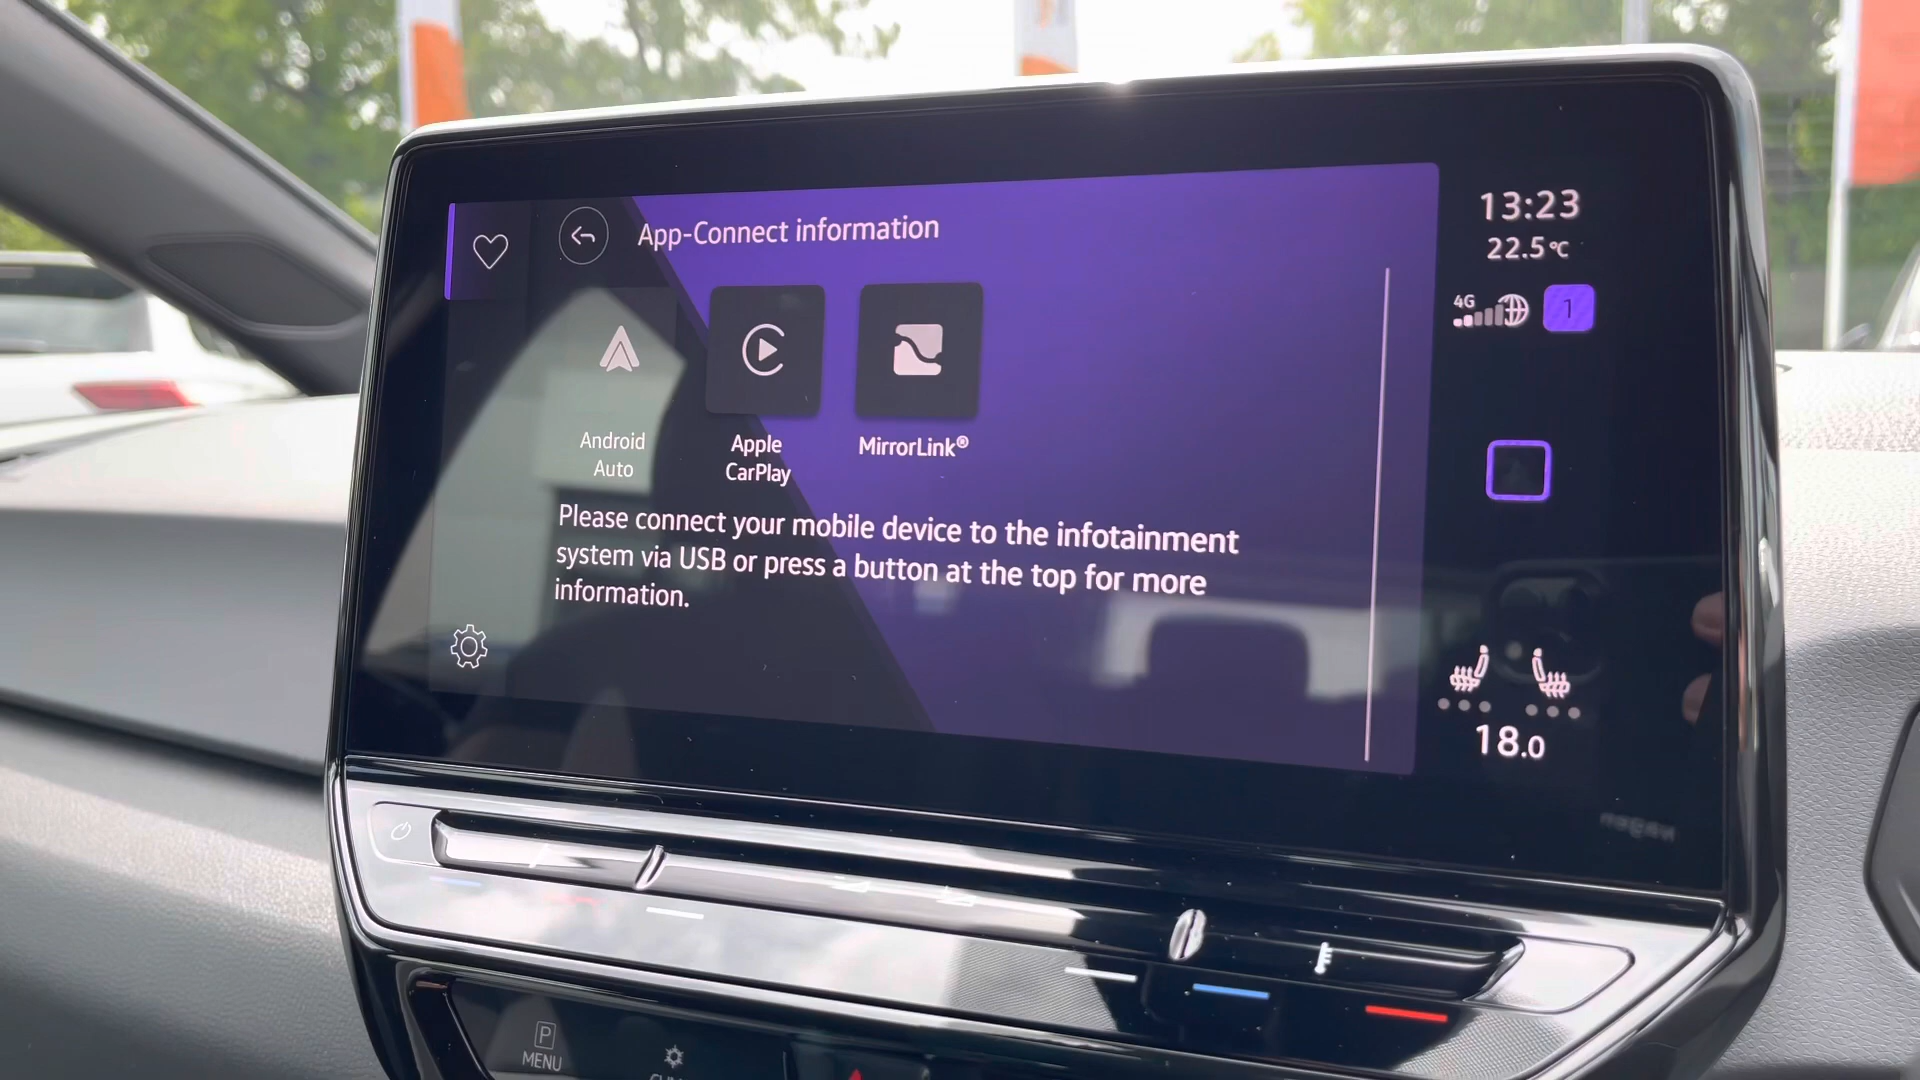 App-Connect information
13:23
22.5°C
4G
1
Android
Auto
Apple
CarPlay
MirrorLink®
Please connect your mobile device to the infotainment
system via USB or press a button at the top for more
information.
18.0
P
MENU